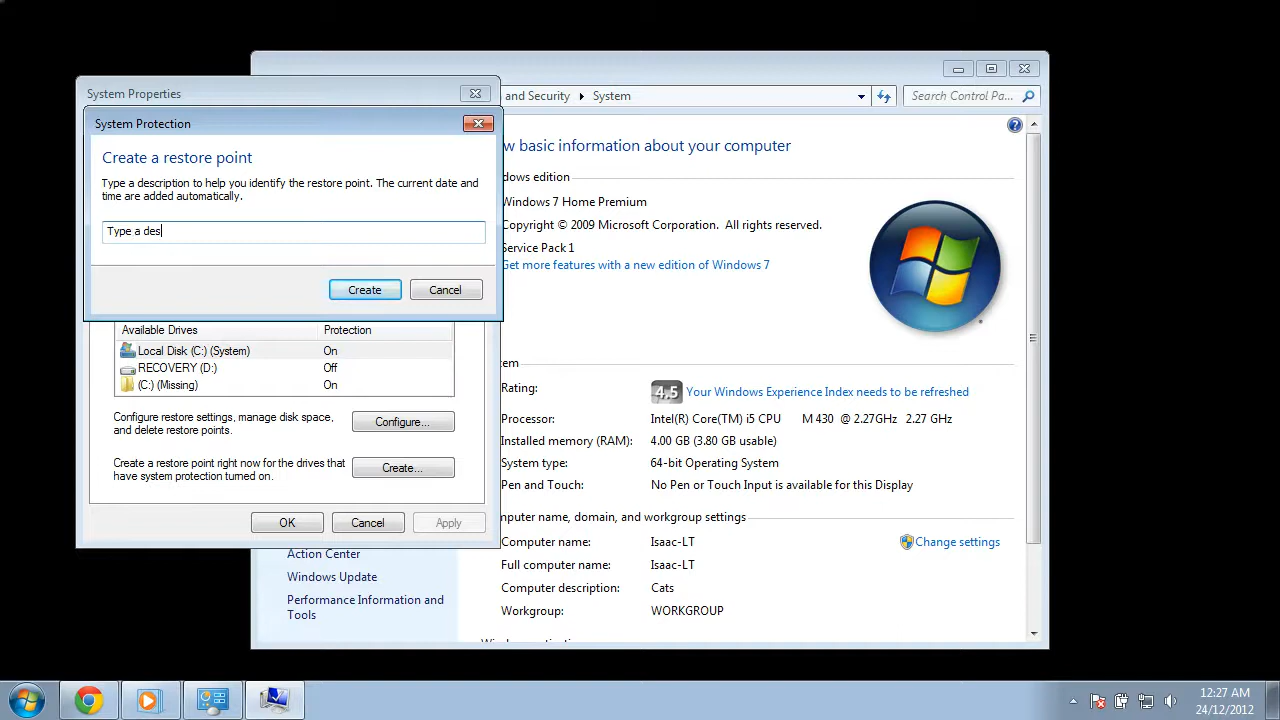 System Properties
and Security ▸ System
Search Control Pa...
System Protection
Create a restore point
Type a description to help you identify the restore point. The current date and
time are added automatically.
Type a des
Create
Cancel
w basic information about your computer
dows edition
Windows 7 Home Premium
Copyright © 2009 Microsoft Corporation. All rights reserved.
Service Pack 1
Get more features with a new edition of Windows 7
Available Drives
Protection
Local Disk (C:) (System)
On
RECOVERY (D:)
Off
(C:) (Missing)
On
Configure restore settings, manage disk space,
and delete restore points.
Configure...
Create a restore point right now for the drives that
have system protection turned on.
Create...
OK
Cancel
Apply
tem
Rating:
4.5
Your Windows Experience Index needs to be refreshed
Processor:
Intel(R) Core(TM) i5 CPU M 430 @ 2.27GHz 2.27 GHz
Installed memory (RAM):
4.00 GB (3.80 GB usable)
System type:
64-bit Operating System
Pen and Touch:
No Pen or Touch Input is available for this Display
mputer name, domain, and workgroup settings
Computer name:
Isaac-LT
Change settings
Full computer name:
Isaac-LT
Computer description:
Cats
Workgroup:
WORKGROUP
Action Center
Windows Update
Performance Information and
Tools
12:27 AM
24/12/2012